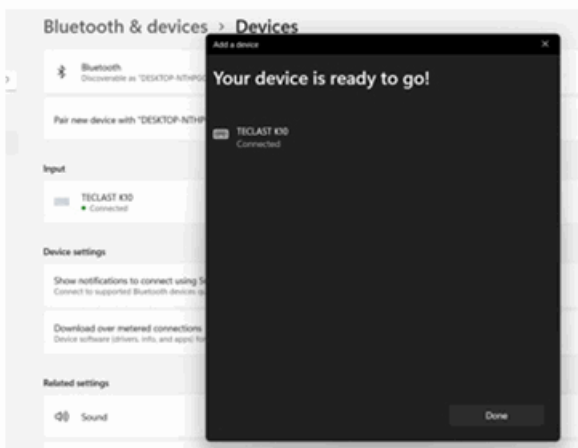 Bluetooth & devices > Devices
Add a device
Your device is ready to go!
TECLAST K10
Connected
Bluetooth
Discoverable as "DESKTOP-NTHPG
Pair new device with "DESKTOP-NTHP
Input
TECLAST K10
Connected
Device settings
Show notifications to connect using S
Connect to supported Bluetooth devices qu
Download over metered connections
Device software (drivers, info, and apps) for
Related settings
Sound
Done